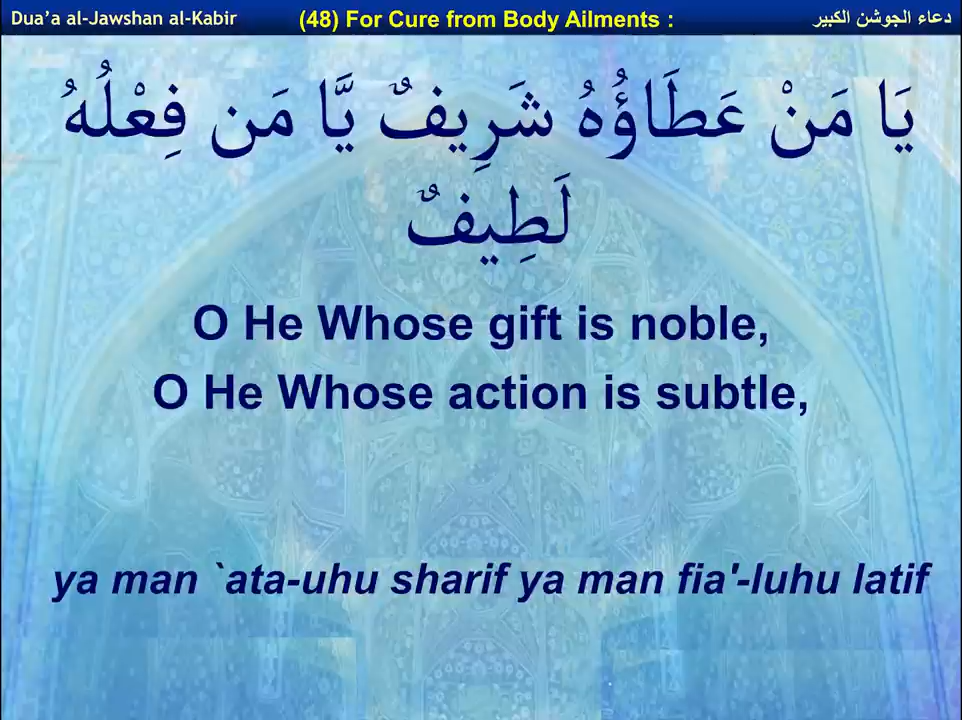 Dua’a al-Jawshan al-Kabir (48) For Cure from Body Ailments : دعاء الجوشن الكبير
يَا مَنْ عَطَاؤُهُ شَرِيفٌ يَّا مَن فِعْلُهُ
لَطِيفٌ
O He Whose gift is noble,
O He Whose action is subtle,
ya man `ata-uhu sharif ya man fia'-luhu latif